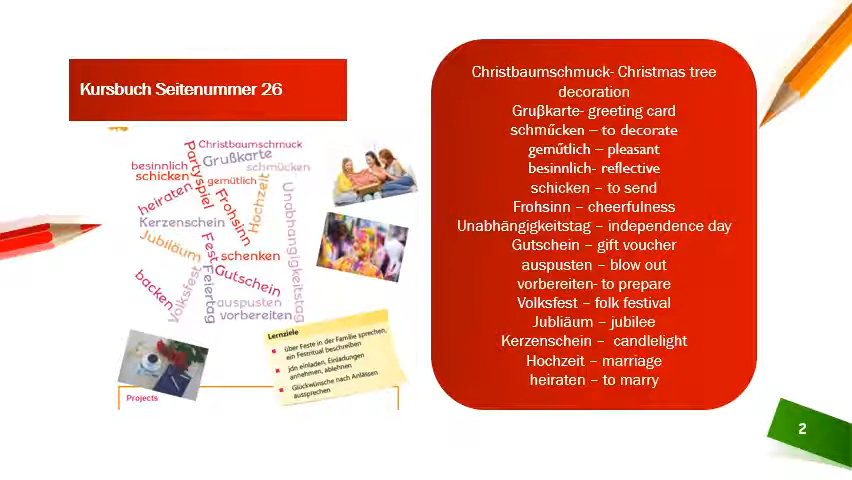 Kursbuch Seitenummer 26
Christbaumschmuck
Grußkarte
schmücken
besinnlich
schicken
Partyspiel
gemütlich
heiraten
Frohsinn
Hochzeit
Unabhängigkeitstag
Kerzenschein
Jubiläum
Fest
schenken
Gutschein
Feiertag
backen
Volksfest
auspusten
vorbereiten
Lernziele
über Feste in der Familie sprechen,
ein Festritual beschreiben
jdn einladen, Einladungen
annehmen, ablehnen
Glückwünsche nach Anlässen
aussprechen
Projects
Christbaumschmuck- Christmas tree
decoration
Gruβkarte- greeting card
schműcken – to decorate
geműtlich – pleasant
besinnlich- reflective
schicken – to send
Frohsinn – cheerfulness
Unabhängigkeitstag – independence day
Gutschein – gift voucher
auspusten – blow out
vorbereiten- to prepare
Volksfest – folk festival
Jubliäum – jubilee
Kerzenschein – candlelight
Hochzeit – marriage
heiraten – to marry
2